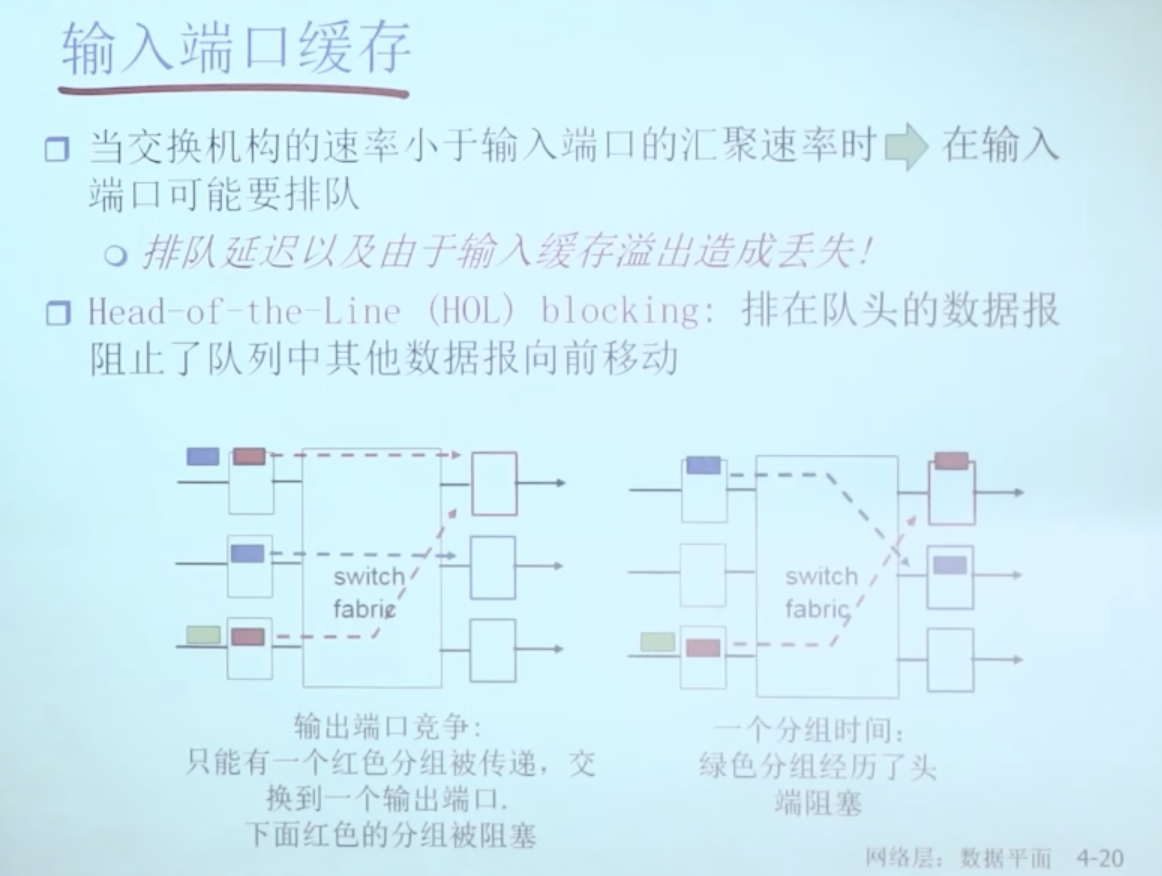 输入端口缓存
当交换机构的速率小于输入端口的汇聚速率时 在输入
端口可能要排队
排队延迟以及由于输入缓存溢出造成丢失!
Head-of-the-Line (HOL) blocking: 排在队头的数据报
阻止了队列中其他数据报向前移动
switch
fabric
输出端口竞争:
只能有一个红色分组被传递，交
换到一个输出端口.
下面红色的分组被阻塞
switch
fabric
一个分组时间:
绿色分组经历了头
端阻塞
网络层: 数据平面 4-20